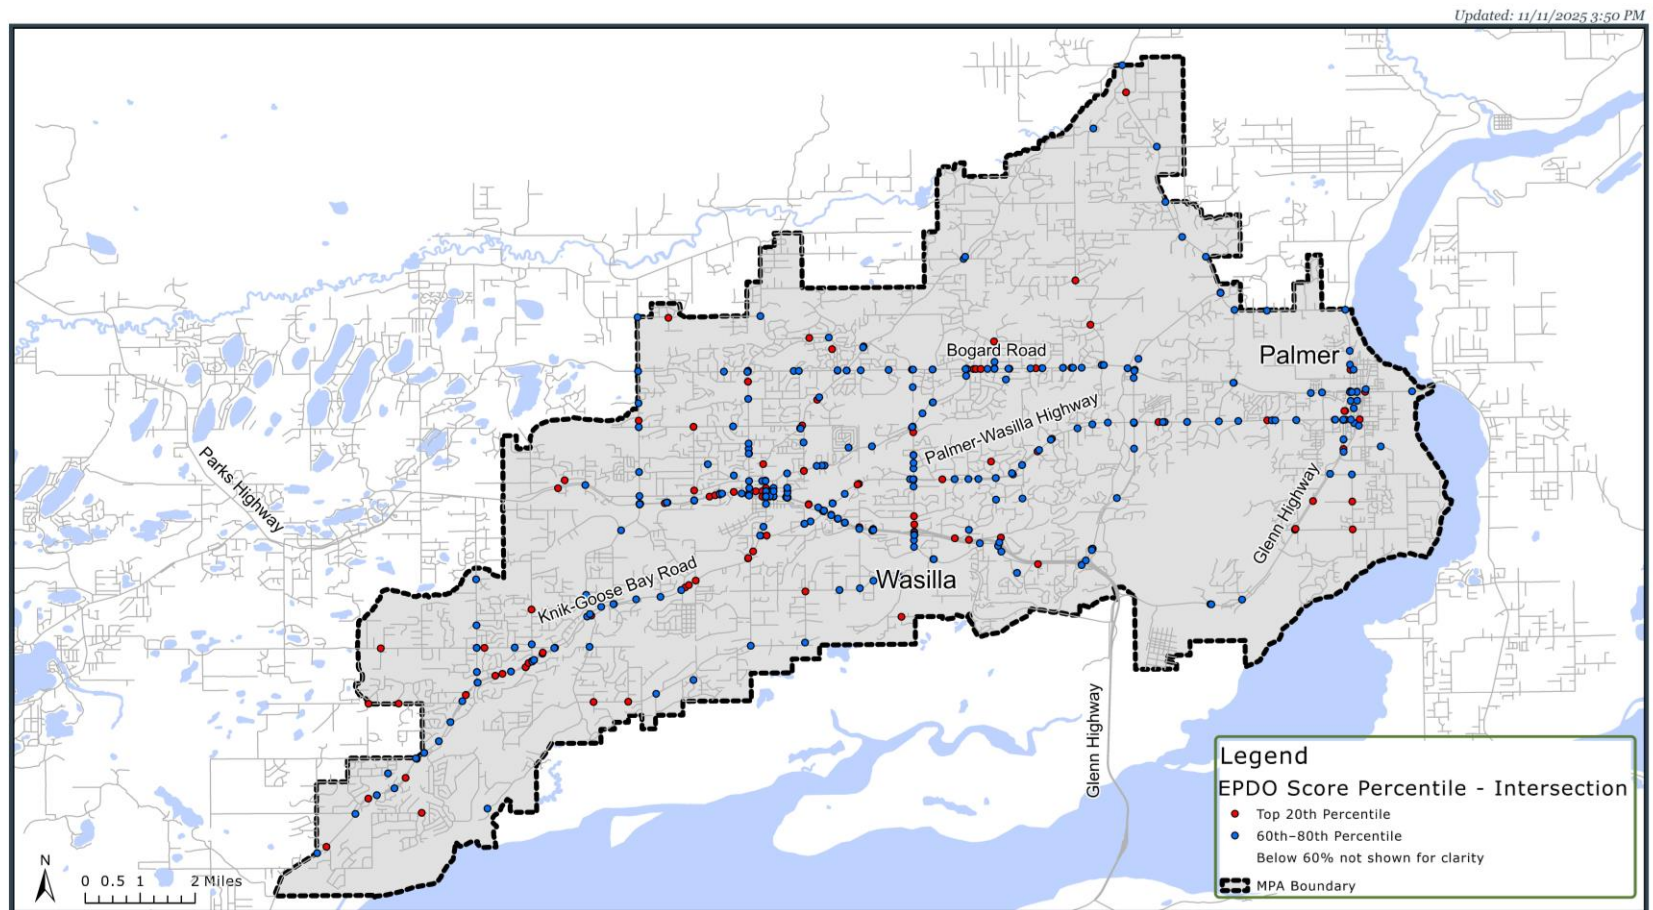 Updated: 11/11/2025 3:50 PM
Bogard Road
Palmer
Palmer-Wasilla Highway
Parks Highway
Glenn Highway
Knik-Goose Bay Road
Wasilla
Glenn Highway
N
0 0.5 1 2 Miles
Legend
EPDO Score Percentile - Intersection
Top 20th Percentile
60th–80th Percentile
Below 60% not shown for clarity
MPA Boundary